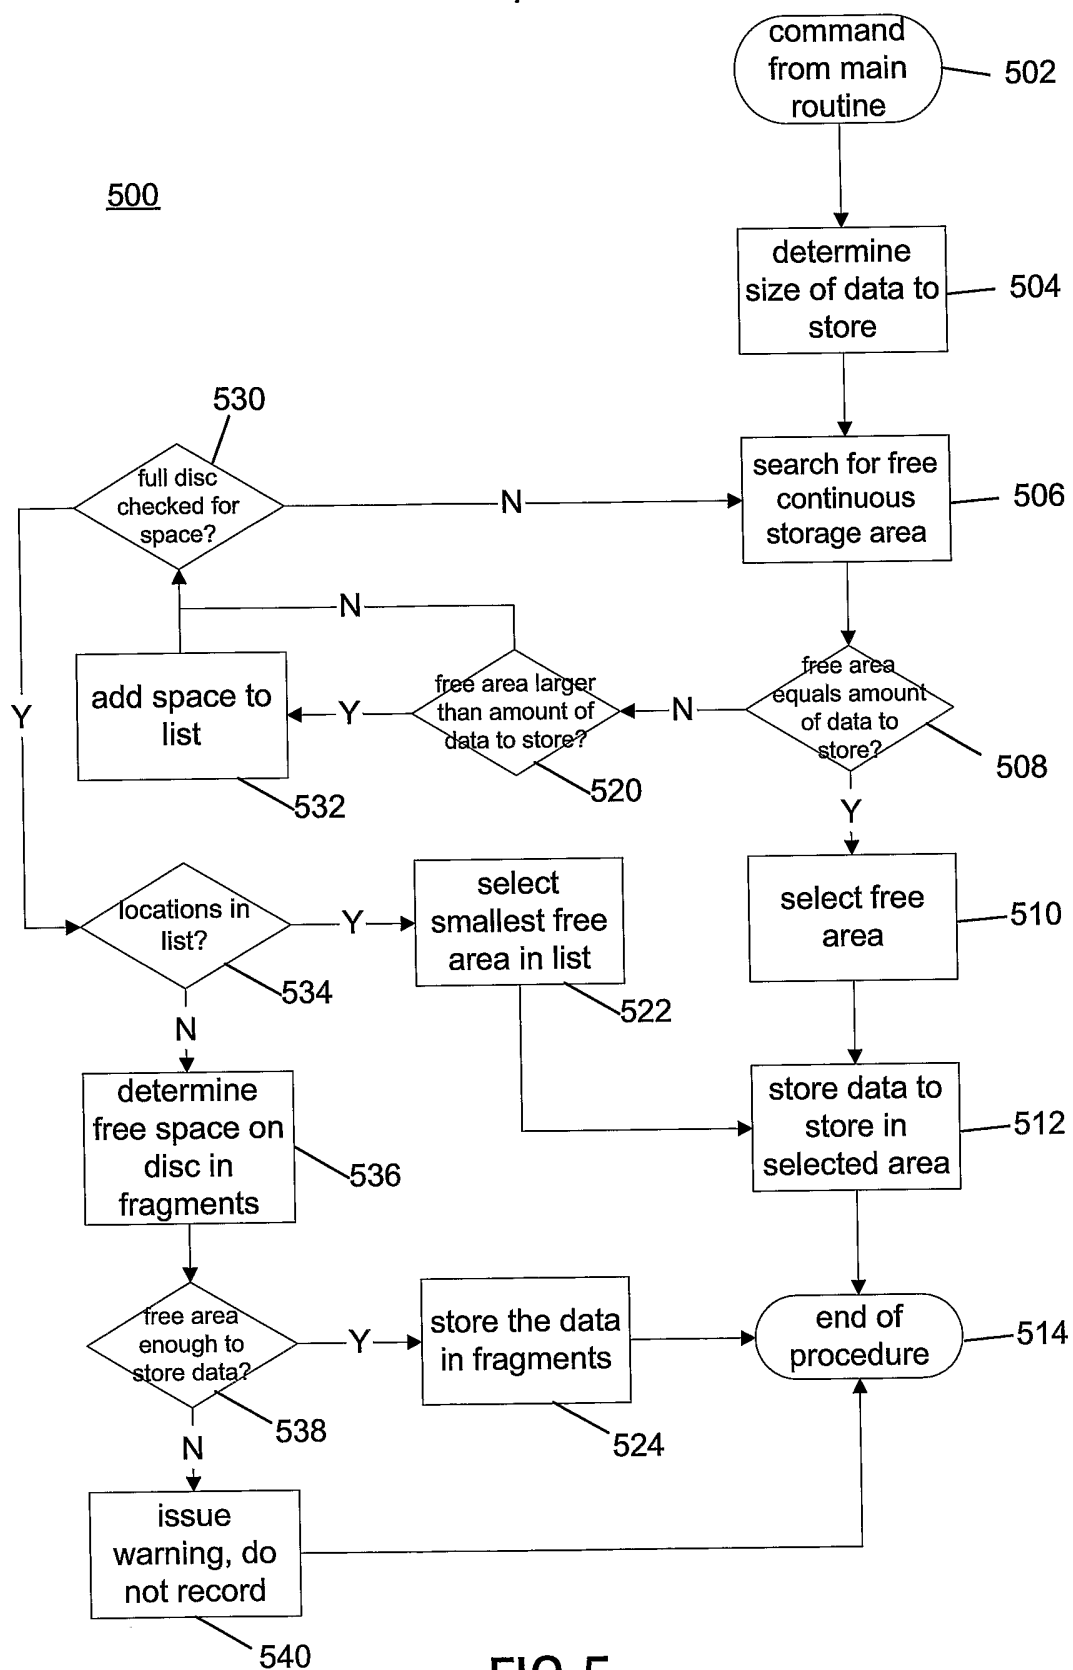 command
from main
routine
502
500
determine
size of data to
store
504
530
full disc
checked for
space?
N
search for free
continuous
storage area
506
N
add space to
list
532
Y
free area larger
than amount of
data to store?
520
N
free area
equals amount
of data to
store?
508
Y
Y
locations in
list?
534
Y
select
smallest free
area in list
522
select free
area
510
N
determine
free space on
disc in
fragments
536
store data to
store in
selected area
512
free area
enough to
store data?
538
Y
store the data
in fragments
524
end of
procedure
514
N
issue
warning, do
not record
540